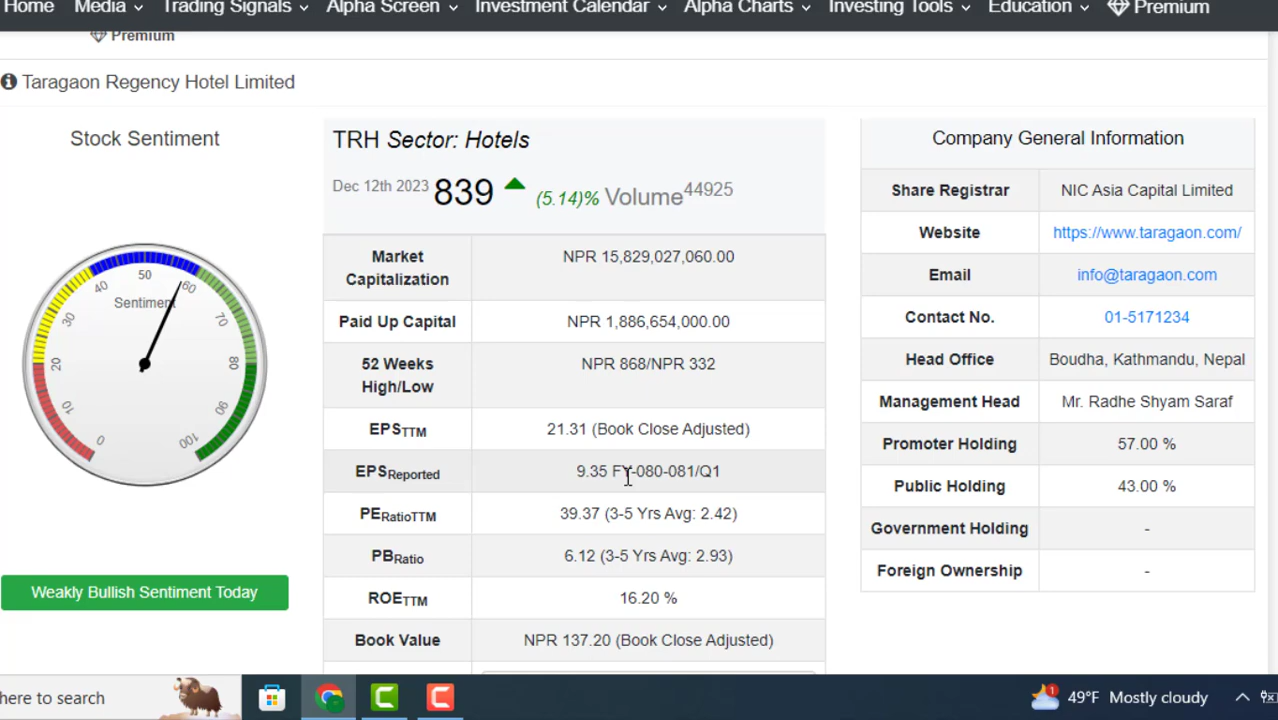 Home Media Trading Signals Alpha Screen Investment Calendar Alpha Charts Investing Tools Education Premium
Premium
Taragaon Regency Hotel Limited
Stock Sentiment
0
10
20
30
40
50
60
70
80
90
100
Sentiment
Weakly Bullish Sentiment Today
TRH Sector: Hotels
Dec 12th 2023 839 (5.14)% Volume 44925
Market Capitalization NPR 15,829,027,060.00
Paid Up Capital NPR 1,886,654,000.00
52 Weeks High/Low NPR 868/NPR 332
EPSTTM 21.31 (Book Close Adjusted)
EPSReported 9.35 FY-080-081/Q1
PERatioTTM 39.37 (3-5 Yrs Avg: 2.42)
PBRatio 6.12 (3-5 Yrs Avg: 2.93)
ROETTM 16.20 %
Book Value NPR 137.20 (Book Close Adjusted)
Company General Information
Share Registrar NIC Asia Capital Limited
Website https://www.taragaon.com/
Email info@taragaon.com
Contact No. 01-5171234
Head Office Boudha, Kathmandu, Nepal
Management Head Mr. Radhe Shyam Saraf
Promoter Holding 57.00 %
Public Holding 43.00 %
Government Holding -
Foreign Ownership -
here to search
1
49°F Mostly cloudy